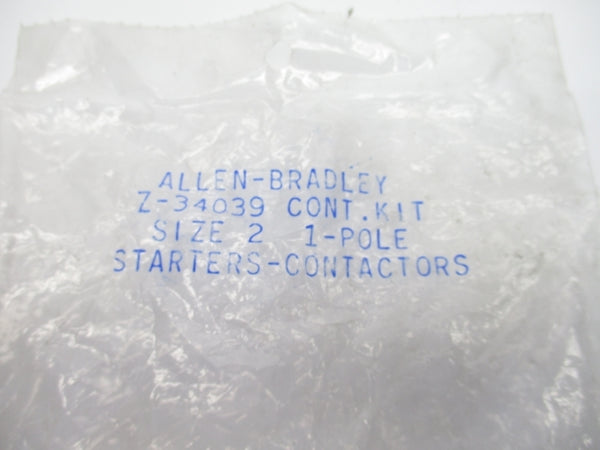 ALLEN-BRADLEY
Z-34039 CONT.KIT
SIZE 2 1-POLE
STARTERS-CONTACTORS